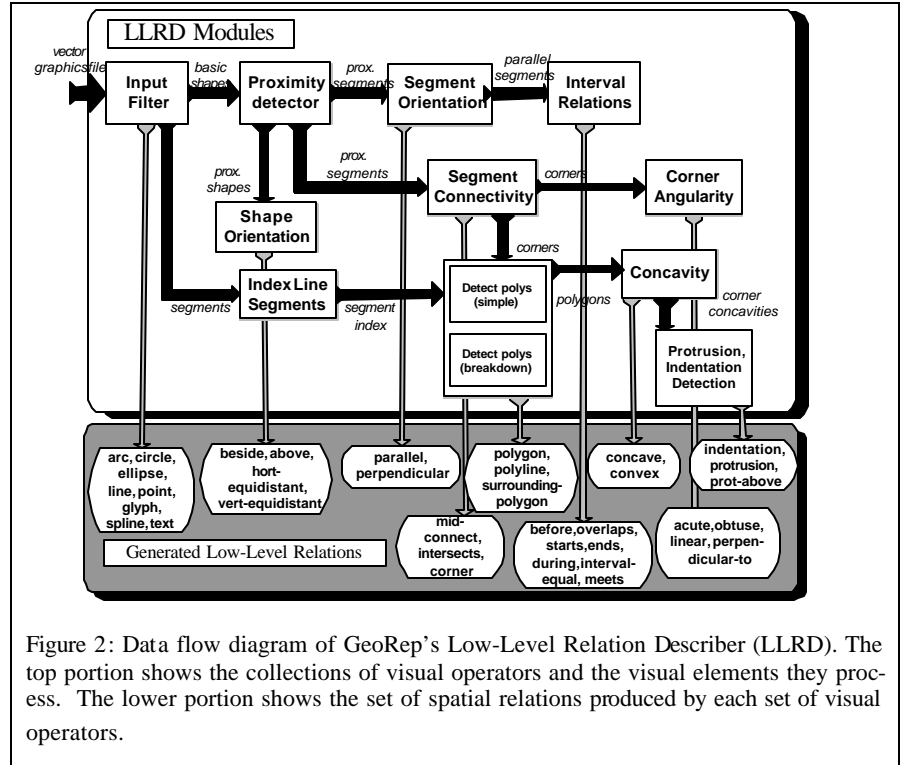 LLRD Modules
vector
graphicsfile
basic
shapes
prox.
segments
parallel
segments
Input
Filter
Proximity
detector
Segment
Orientation
Interval
Relations
prox.
shapes
prox.
segments
Segment
Connectivity
corners
Corner
Angularity
Shape
Orientation
corners
Index Line
Segments
segments
segment
index
Detect polys
(simple)
Detect polys
(breakdown)
polygons
Concavity
corner
concavities
Protrusion,
Indentation
Detection
arc, circle,
ellipse,
line, point,
glyph,
spline, text
beside, above,
hort-
equidistant,
vert-equidistant
parallel,
perpendicular
polygon,
polyline,
surrounding-
polygon
concave,
convex
indentation,
protrusion,
prot-above
mid-
connect,
intersects,
corner
before, overlaps,
starts, ends,
during, interval-
equal, meets
acute, obtuse,
linear, perpen-
dicular-to
Generated Low-Level Relations
Figure 2: Data flow diagram of GeoRep's Low-Level Relation Describer (LLRD). The
top portion shows the collections of visual operators and the visual elements they proc-
ess. The lower portion shows the set of spatial relations produced by each set of visual
operators.